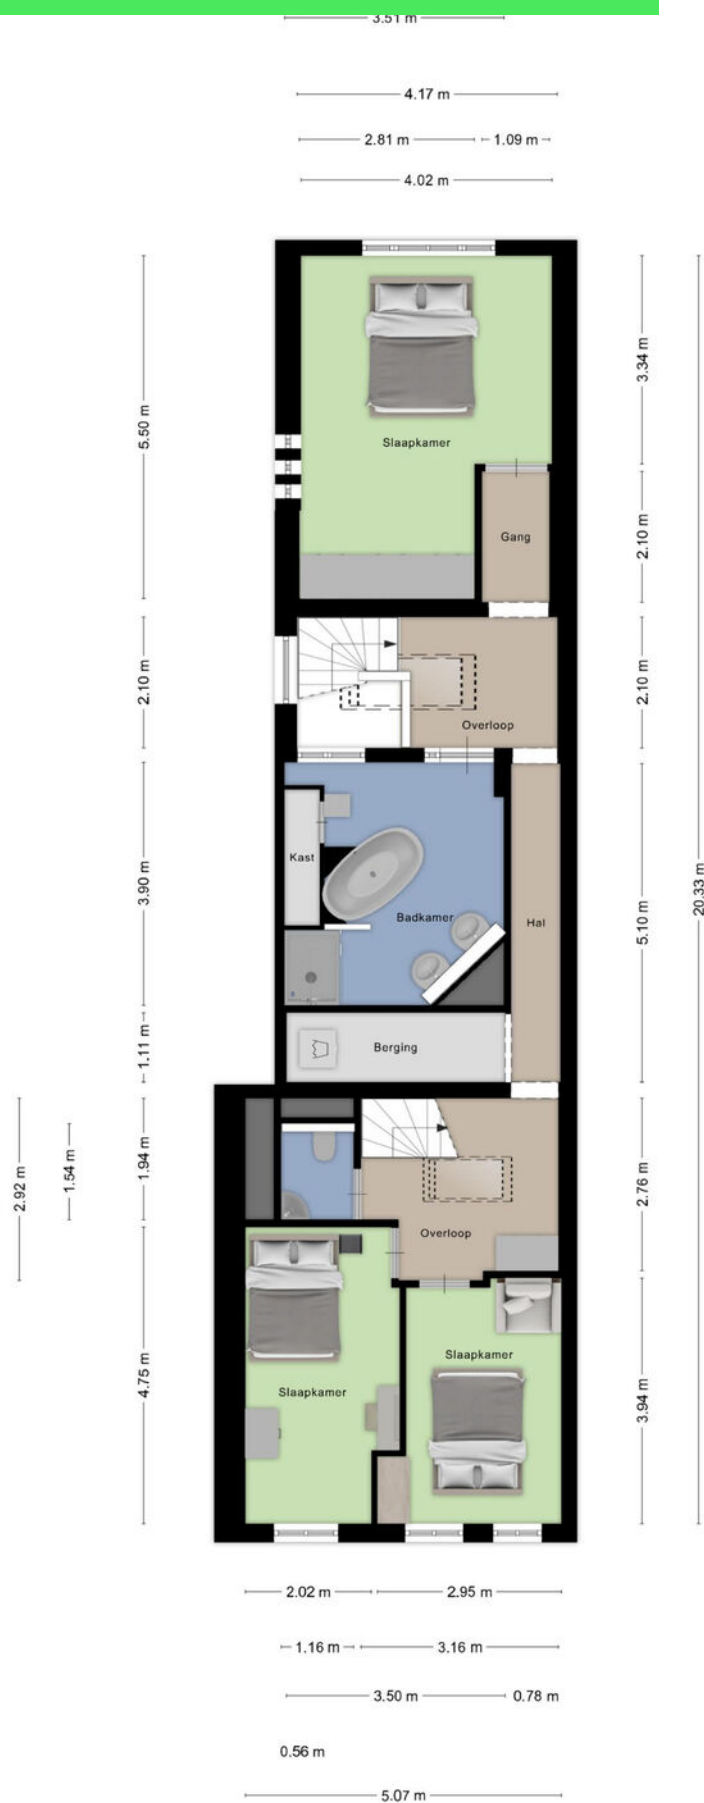 3.51 m
4.17 m
2.81 m
1.09 m
4.02 m
5.50 m
3.34 m
Slaapkamer
Gang
2.10 m
2.10 m
2.10 m
Overloop
3.90 m
Kast
Badkamer
Hal
5.10 m
20.33 m
1.11 m
Berging
2.92 m
1.54 m
1.94 m
2.76 m
Overloop
4.75 m
Slaapkamer
Slaapkamer
3.94 m
2.02 m
2.95 m
1.16 m
3.16 m
3.50 m
0.78 m
0.56 m
5.07 m